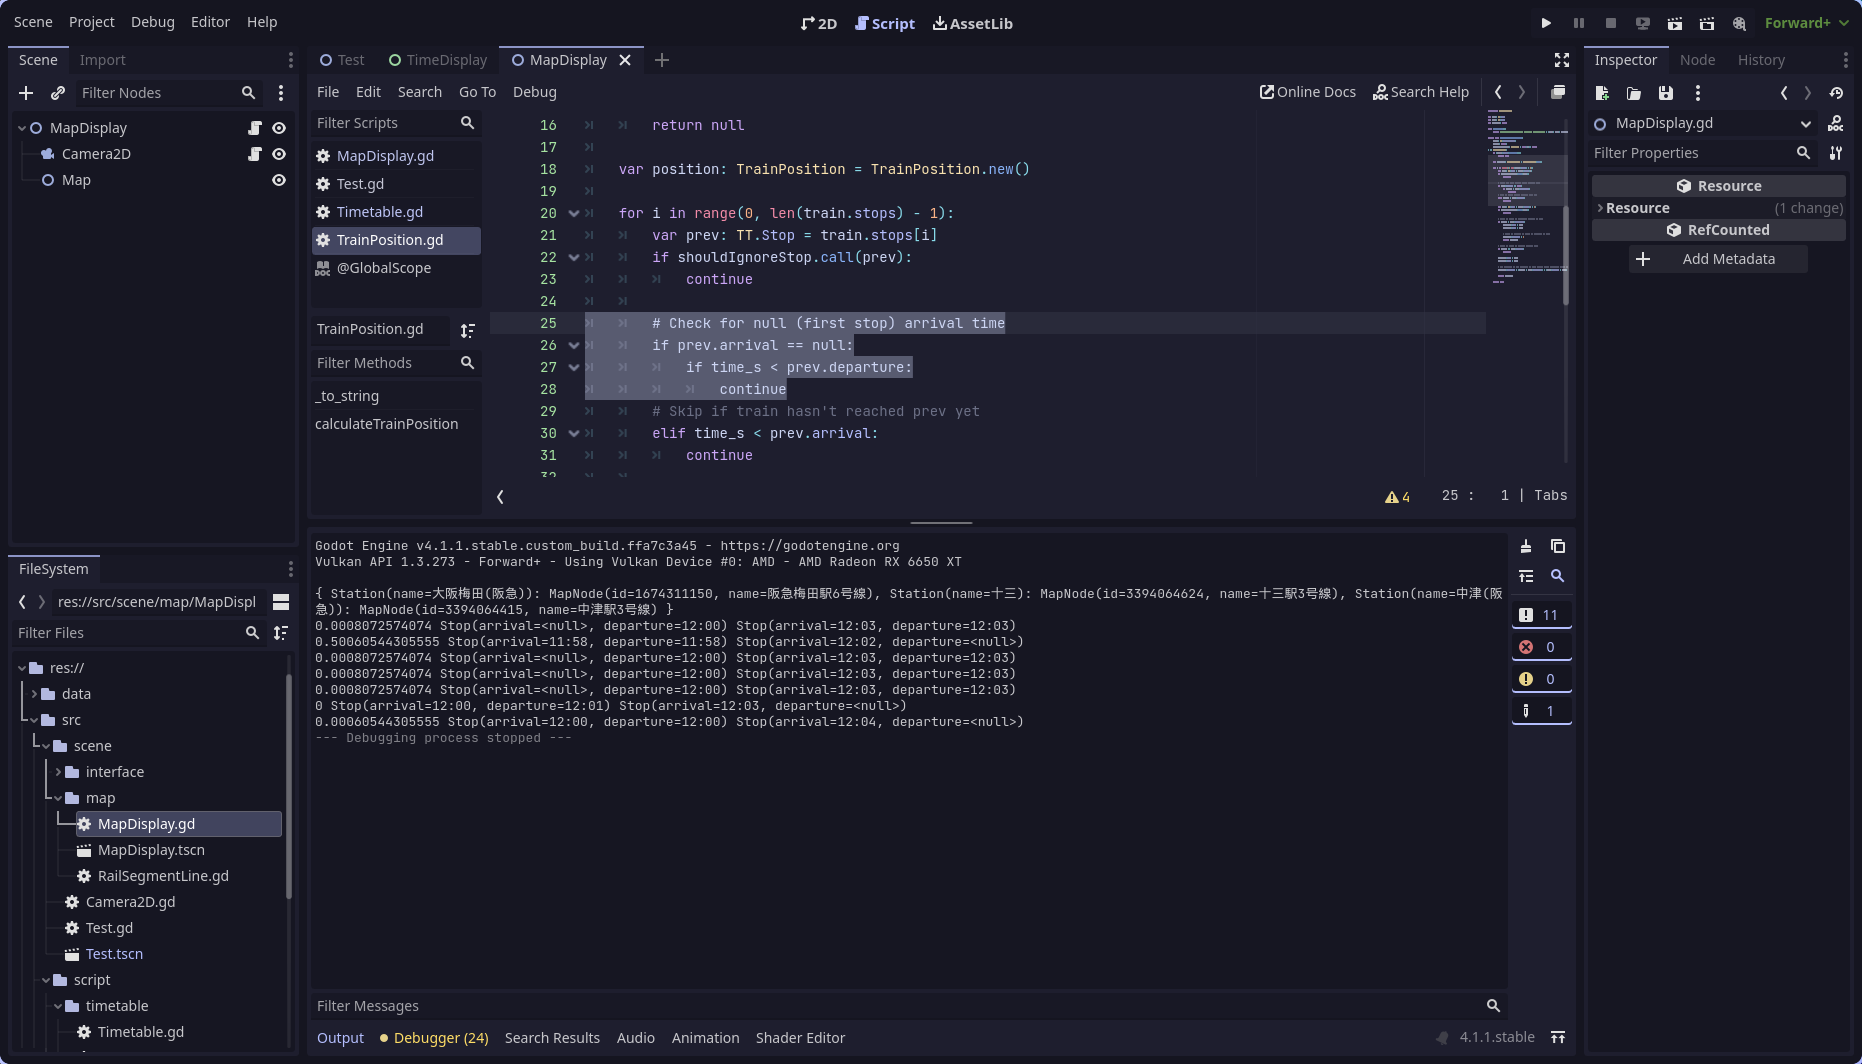 Scene Project Debug Editor Help
2D Script AssetLib
Forward+
Scene Import
Filter Nodes
MapDisplay
Camera2D
Map
FileSystem
res://src/scene/map/MapDispl
Filter Files
res://
data
src
scene
interface
map
MapDisplay.gd
MapDisplay.tscn
RailSegmentLine.gd
Camera2D.gd
Test.gd
Test.tscn
script
timetable
Timetable.gd
Test TimeDisplay MapDisplay
File Edit Search Go To Debug
Online Docs Search Help
Filter Scripts
MapDisplay.gd
Test.gd
Timetable.gd
TrainPosition.gd
@GlobalScope
TrainPosition.gd
Filter Methods
_to_string
calculateTrainPosition
16 return null
17
18 var position: TrainPosition = TrainPosition.new()
19
20 for i in range(0, len(train.stops) - 1):
21 var prev: TT.Stop = train.stops[i]
22 if shouldIgnoreStop.call(prev):
23 continue
24
25 # Check for null (first stop) arrival time
26 if prev.arrival == null:
27 if time_s < prev.departure:
28 continue
29 # Skip if train hasn't reached prev yet
30 elif time_s < prev.arrival:
31 continue
32
4 25 : 1 | Tabs
Godot Engine v4.1.1.stable.custom_build.ffa7c3a45 - https://godotengine.org
Vulkan API 1.3.273 - Forward+ - Using Vulkan Device #0: AMD - AMD Radeon RX 6650 XT
{ Station(name=大阪梅田(阪急)): MapNode(id=1674311150, name=阪急梅田駅6号線), Station(name=十三): MapNode(id=3394064624, name=十三駅3号線), Station(name=中津(阪
急)): MapNode(id=3394064415, name=中津駅3号線) }
0.0008072574074 Stop(arrival=<null>, departure=12:00) Stop(arrival=12:03, departure=12:03)
0.50060544305555 Stop(arrival=11:58, departure=11:58) Stop(arrival=12:02, departure=<null>)
0.0008072574074 Stop(arrival=<null>, departure=12:00) Stop(arrival=12:03, departure=12:03)
0.0008072574074 Stop(arrival=<null>, departure=12:00) Stop(arrival=12:03, departure=12:03)
0.0008072574074 Stop(arrival=<null>, departure=12:00) Stop(arrival=12:03, departure=12:03)
0 Stop(arrival=12:00, departure=12:01) Stop(arrival=12:03, departure=<null>)
0.00060544305555 Stop(arrival=12:00, departure=12:00) Stop(arrival=12:04, departure=<null>)
--- Debugging process stopped ---
11
0
0
1
Filter Messages
Output Debugger (24) Search Results Audio Animation Shader Editor
4.1.1.stable
Inspector Node History
MapDisplay.gd
Filter Properties
Resource
Resource (1 change)
RefCounted
Add Metadata